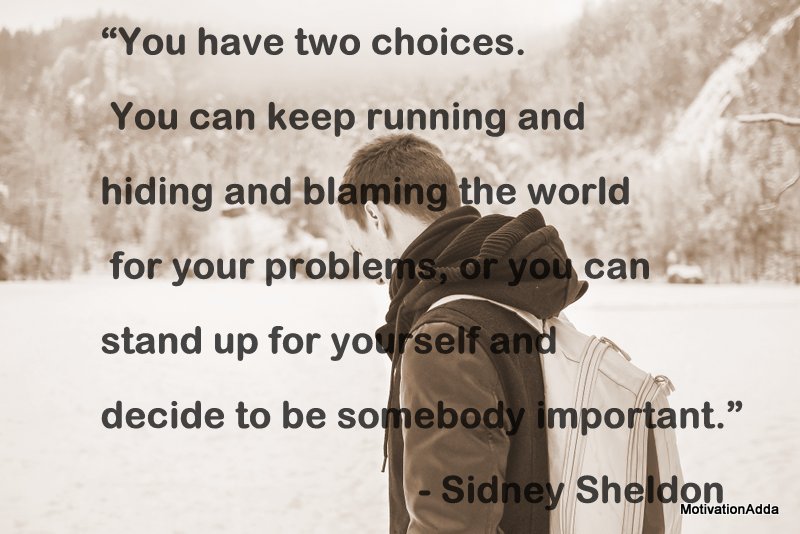 “You have two choices.
You can keep running and
hiding and blaming the world
for your problems, or you can
stand up for yourself and
decide to be somebody important.”
- Sidney Sheldon
MotivationAdda